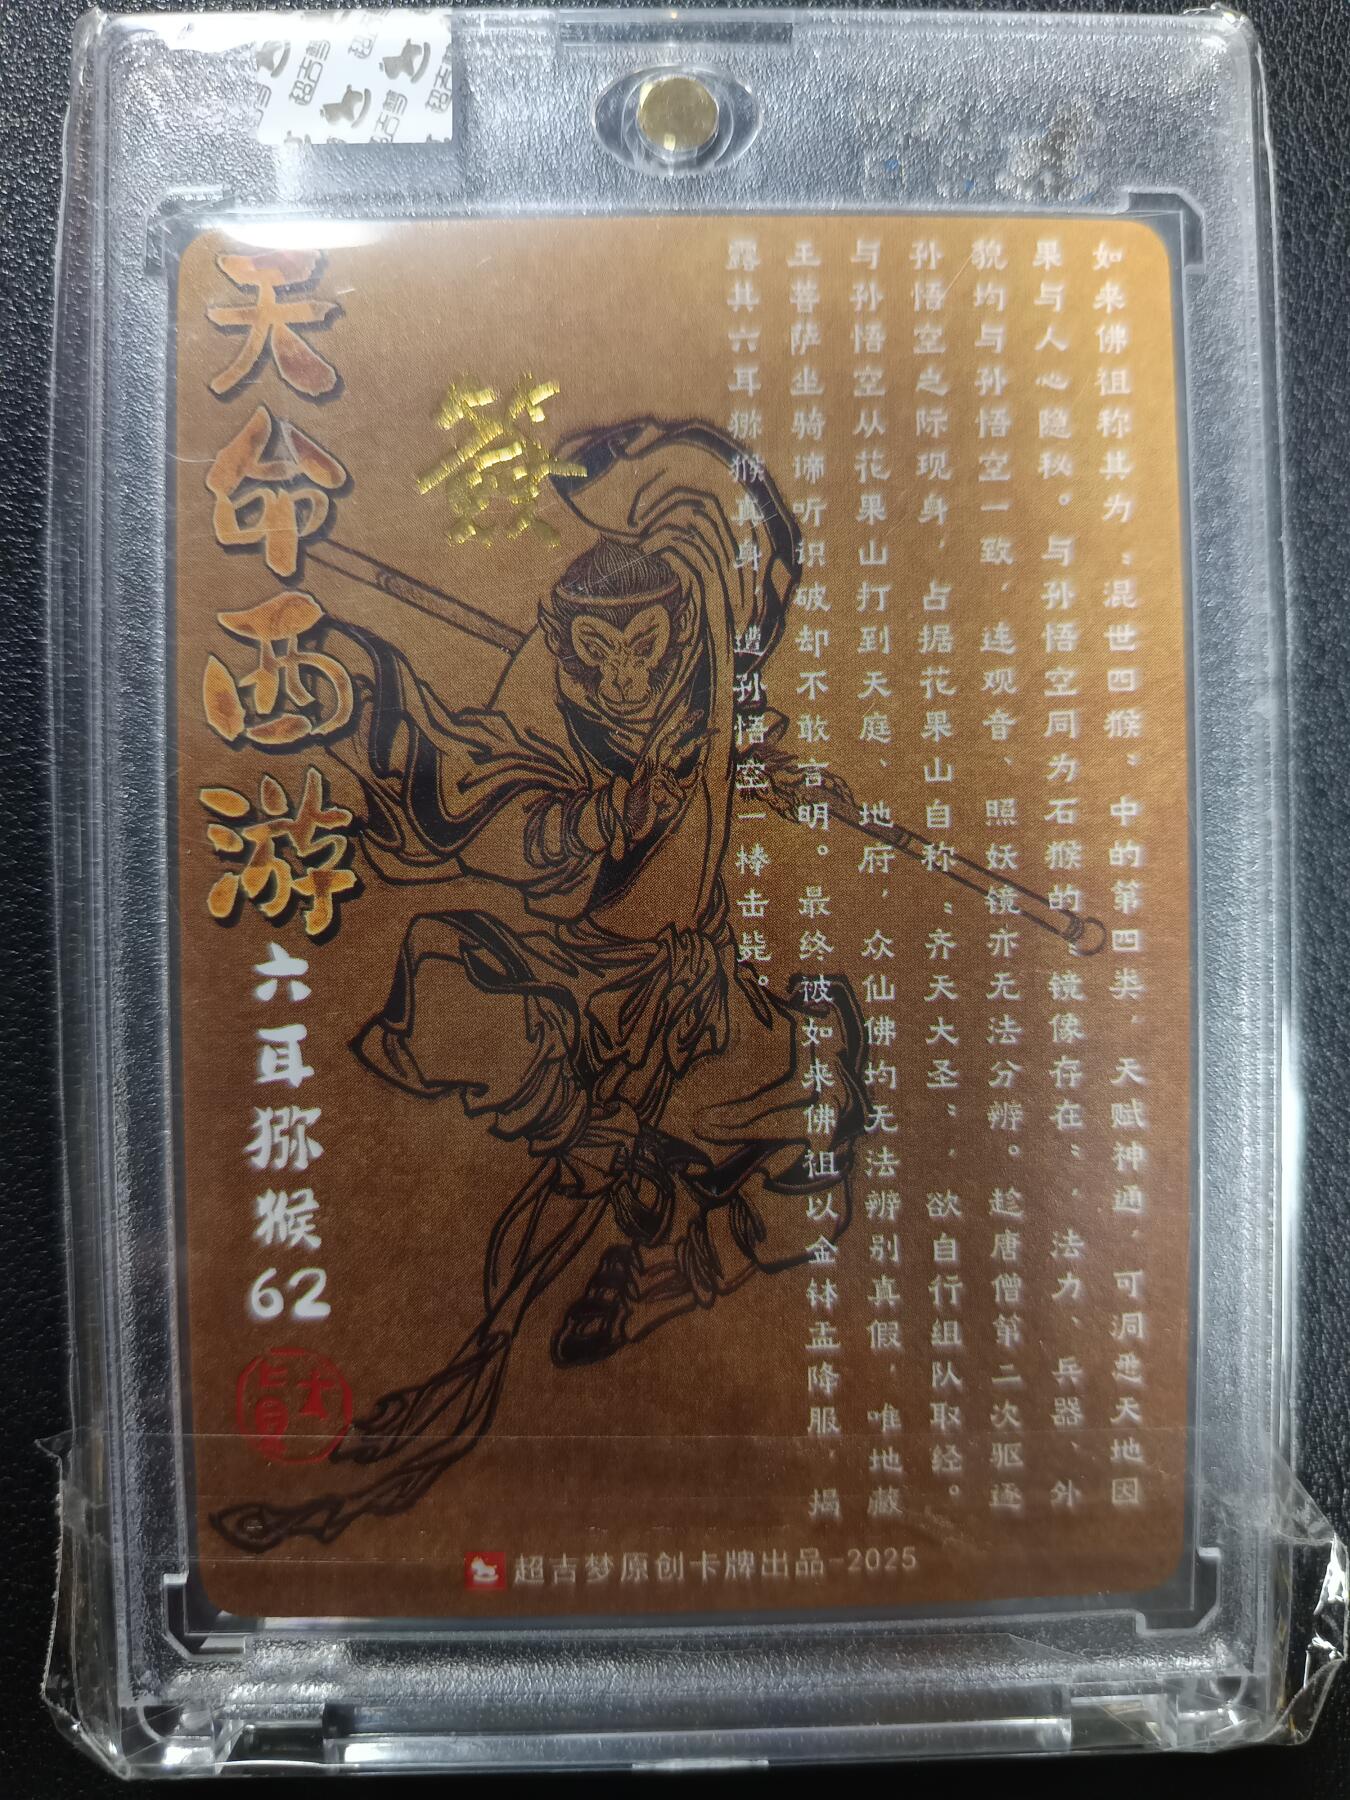 天命西游
六耳猕猴
62
签
如来佛祖称其为“混世四猴”中的第四类，天赋神通，可洞悉天地因
果与人心隐秘。与孙悟空同为石猴的“镜像存在”，法力、兵器、外
貌均与孙悟空一致，连观音、照妖镜亦无法分辨。趁唐僧第二次驱逐
孙悟空之际现身，占据花果山自称“齐天大圣”，欲自行组队取经。
与孙悟空从花果山打到天庭、地府，众仙佛均无法辨别真假，唯地藏
王菩萨坐骑谛听识破却不敢言明。最终被如来佛祖以金钵盂降服，揭
露其六耳猕猴真身，遭孙悟空一棒击毙。
超古梦原创卡牌出品-2025